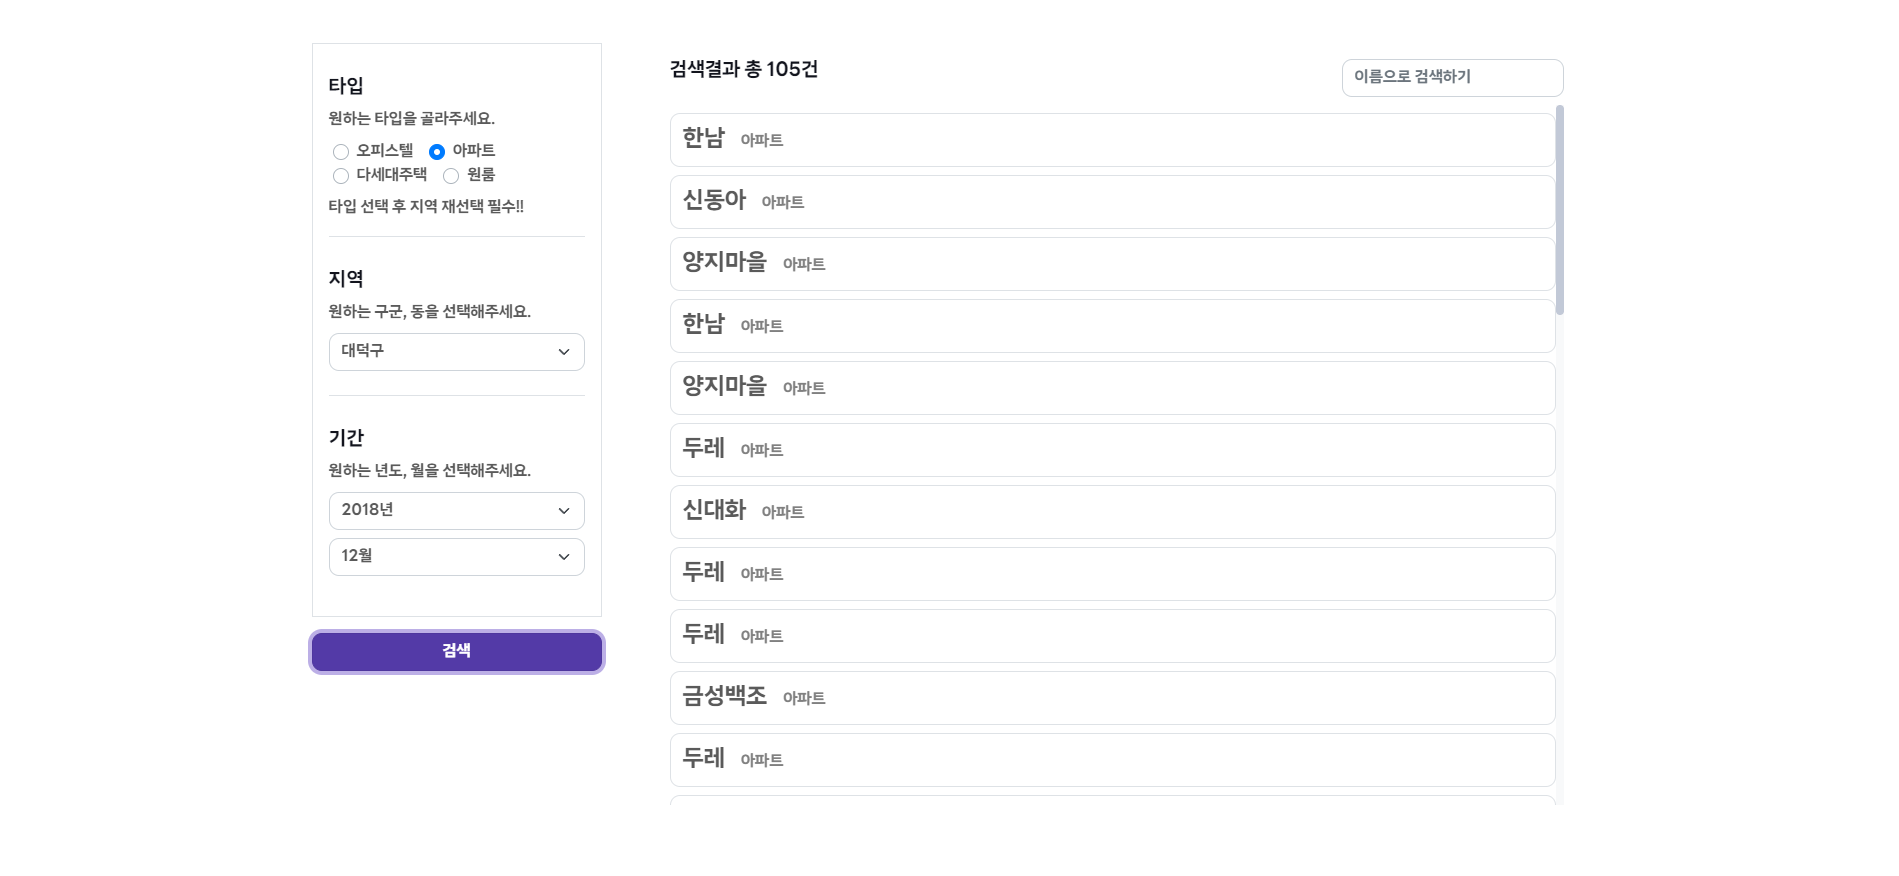 타입
원하는 타입을 골라주세요.
오피스텔 아파트
다세대주택 원룸
타입 선택 후 지역 재선택 필수!!
지역
원하는 구군, 동을 선택해주세요.
대덕구
기간
원하는 년도, 월을 선택해주세요.
2018년
12월
검색
검색결과 총 105건
이름으로 검색하기
한남 아파트
신동아 아파트
양지마을 아파트
한남 아파트
양지마을 아파트
두레 아파트
신대화 아파트
두레 아파트
두레 아파트
금성백조 아파트
두레 아파트